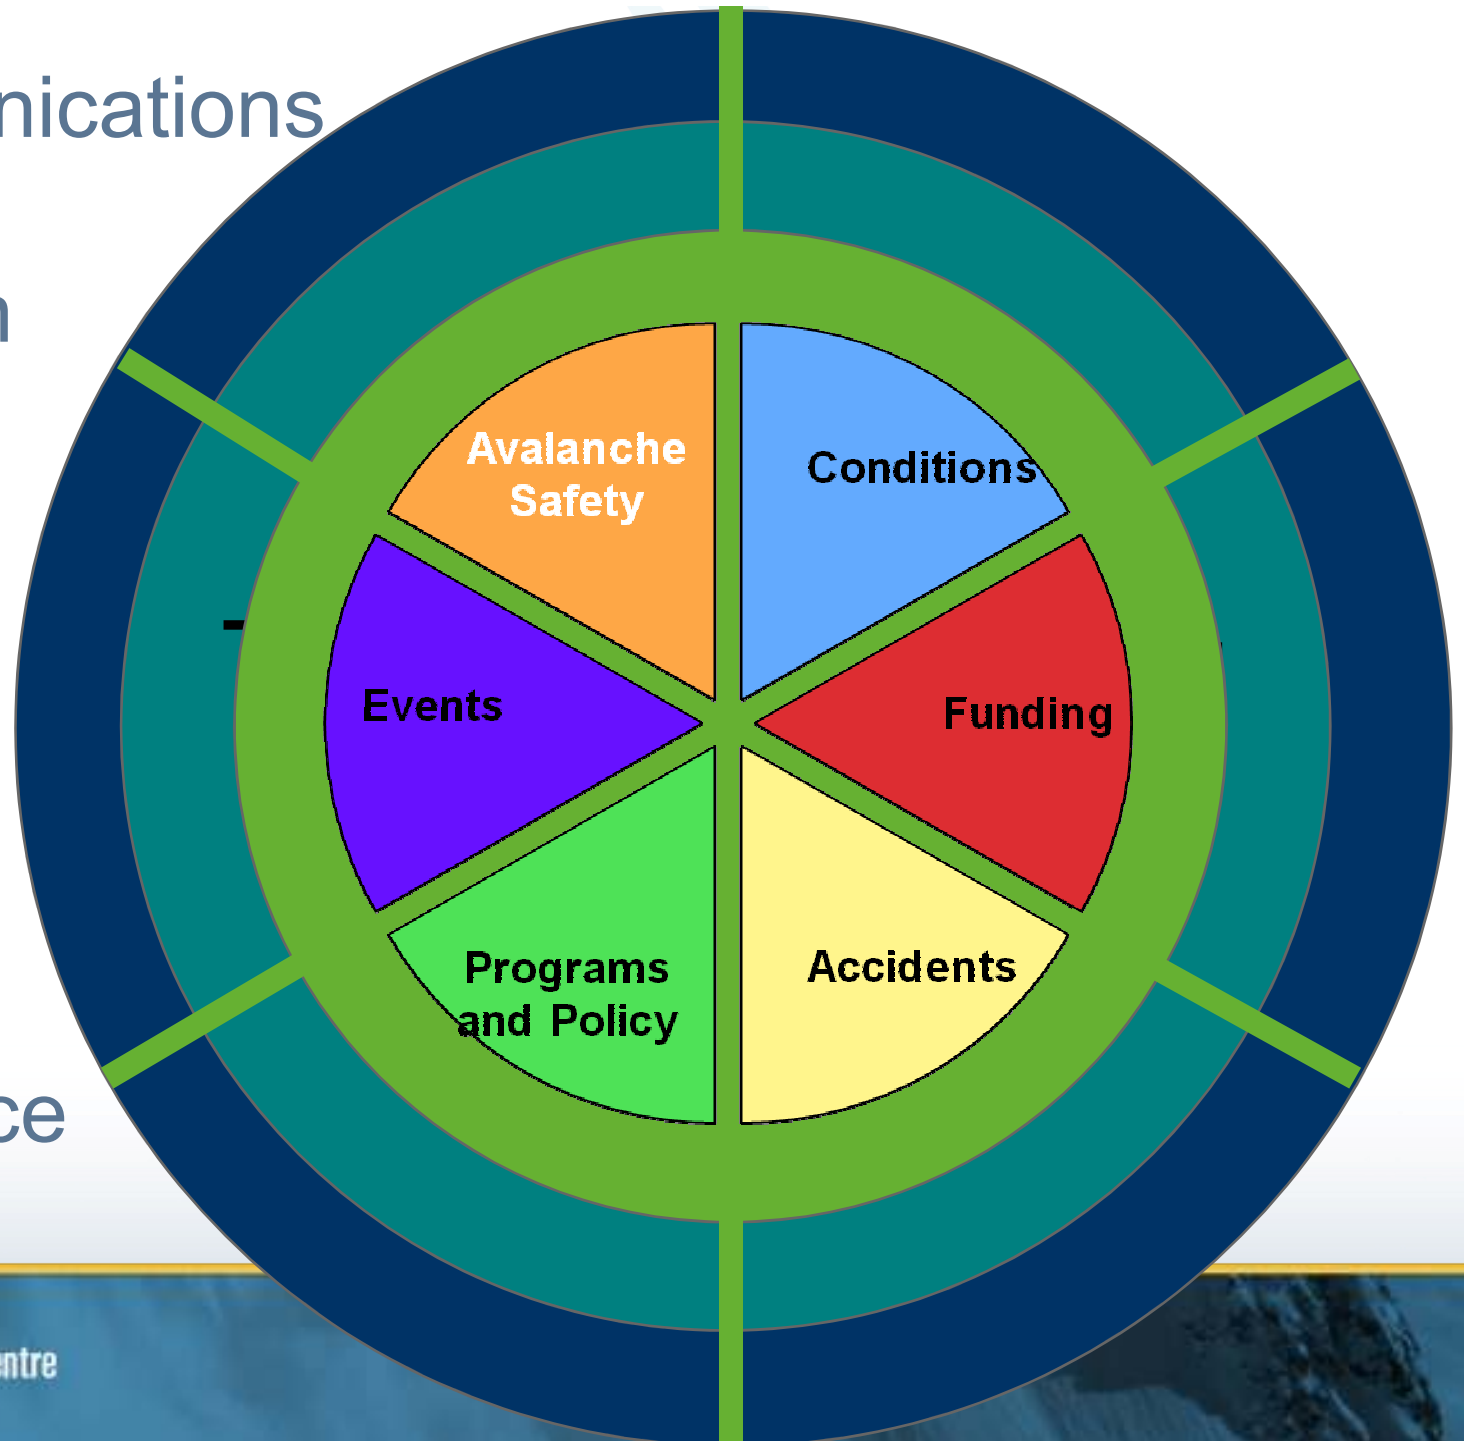 nications
n
Avalanche
Safety
Conditions
-
Events
Funding
Programs
and Policy
Accidents
ce
entre